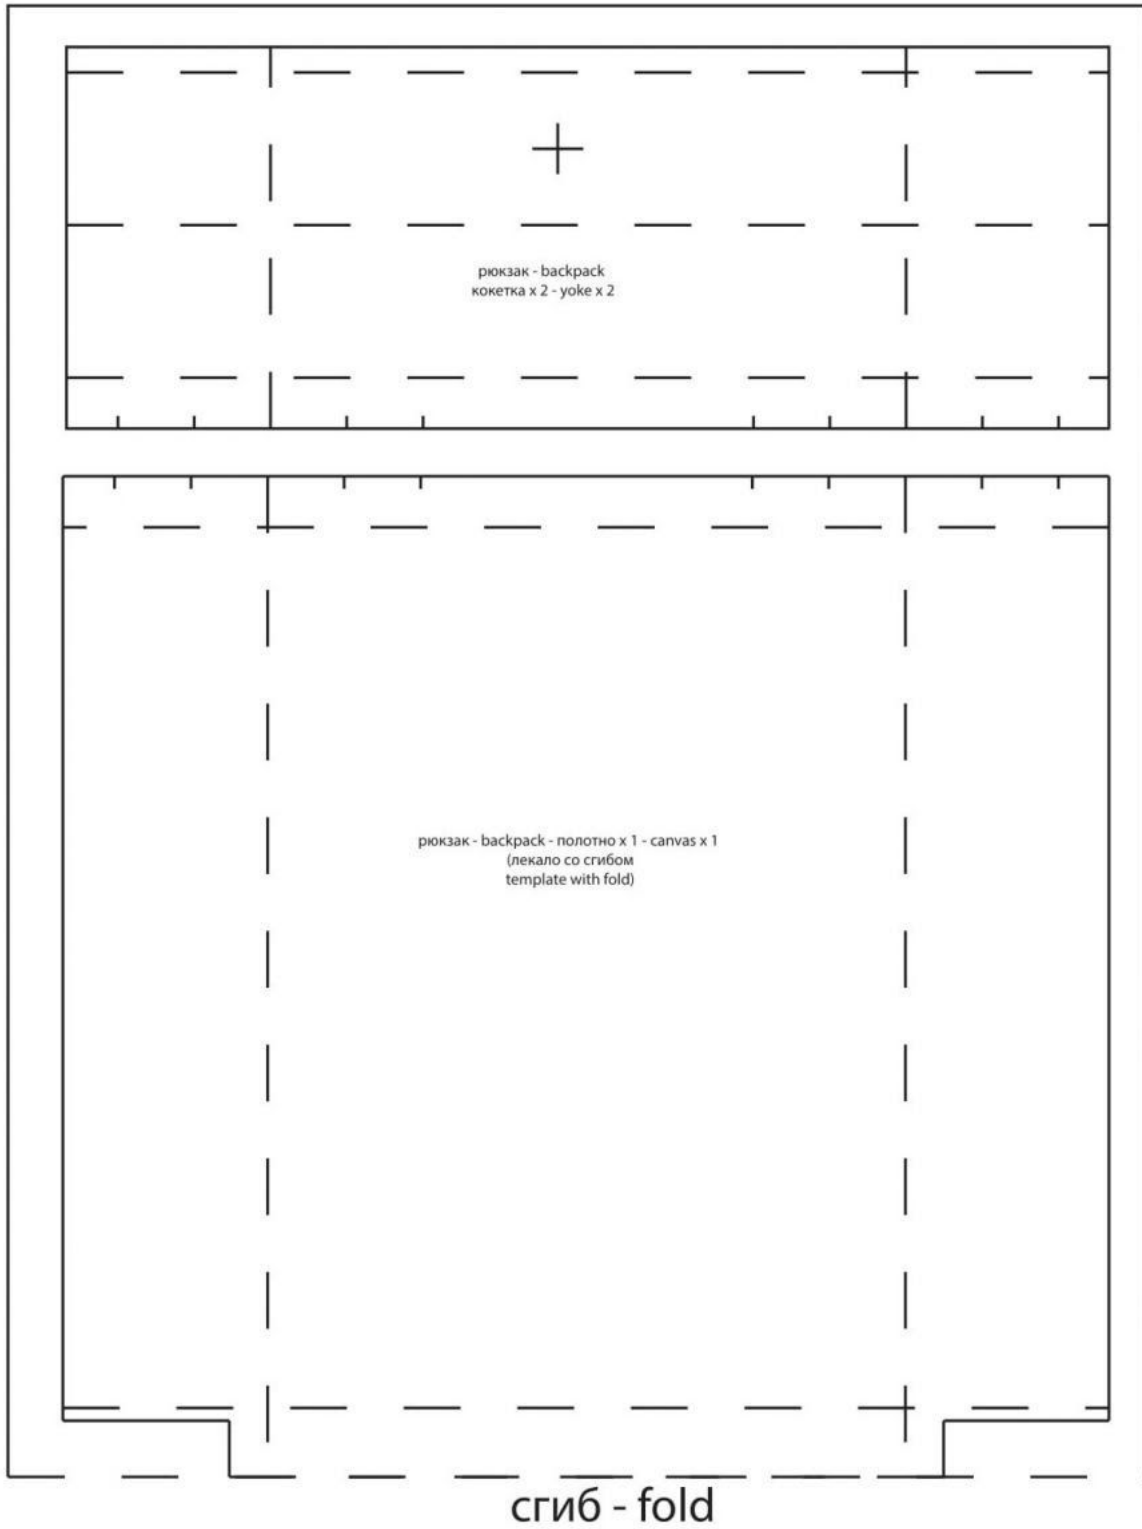 рюкзак - backpack
кокетка x 2 - yoke x 2
рюкзак - backpack - полотно x 1 - canvas x 1
(лекало со сгибом
template with fold)
сгиб - fold